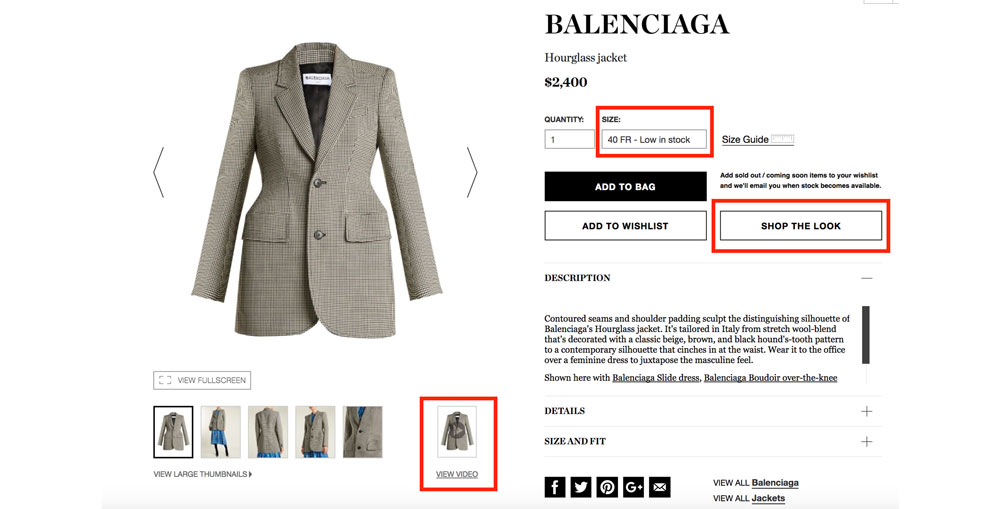 BALENCIAGA
Hourglass jacket
$2,400
QUANTITY:
SIZE:
1
40 FR - Low in stock
Size Guide
ADD TO BAG
Add sold out / coming soon items to your wishlist
and we'll email you when stock becomes available.
ADD TO WISHLIST
SHOP THE LOOK
DESCRIPTION
Contoured seams and shoulder padding sculpt the distinguishing silhouette of
Balenciaga's Hourglass jacket. It's tailored in Italy from stretch wool-blend
that's decorated with a classic beige, brown, and black hound's-tooth pattern
to a contemporary silhouette that cinches in at the waist. Wear it to the office
over a feminine dress to juxtapose the masculine feel.
Shown here with Balenciaga Slide dress, Balenciaga Boudoir over-the-knee
DETAILS
SIZE AND FIT
VIEW ALL Balenciaga
VIEW ALL Jackets
BALENCIAGA
VIEW FULLSCREEN
VIEW LARGE THUMBNAILS
VIEW VIDEO